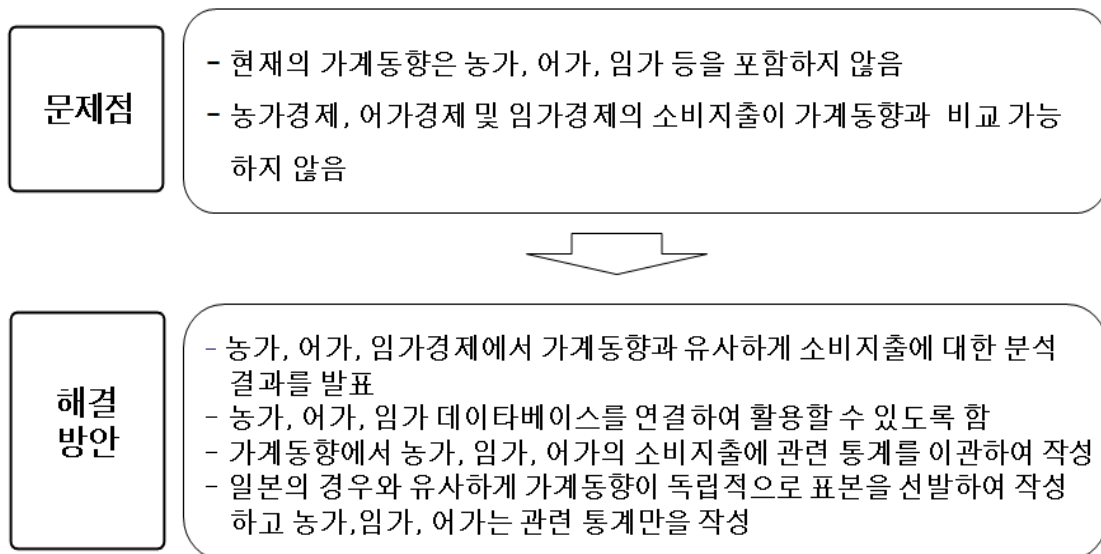 문제점
- 현재의 가계동향은 농가, 어가, 임가 등을 포함하지 않음
- 농가경제, 어가경제 및 임가경제의 소비지출이 가계동향과 비교 가능
하지 않음
해결
방안
- 농가, 어가, 임가경제에서 가계동향과 유사하게 소비지출에 대한 분석
결과를 발표
- 농가, 어가, 임가 데이타베이스를 연결하여 활용할 수 있도록 함
- 가계동향에서 농가, 임가, 어가의 소비지출에 관련 통계를 이관하여 작성
- 일본의 경우와 유사하게 가계동향이 독립적으로 표본을 선발하여 작성
하고 농가,임가, 어가는 관련 통계만을 작성